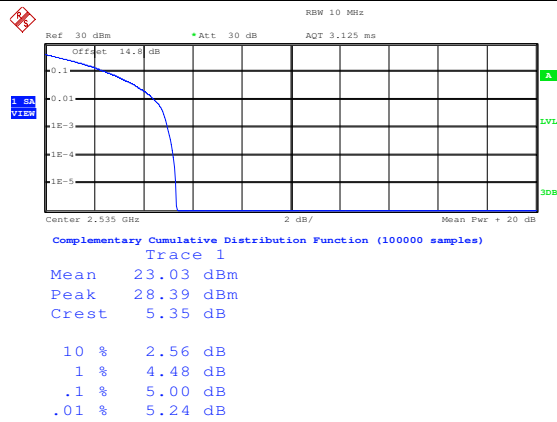 RBW 10 MHz
Ref 30 dBm *Att 30 dB AQT 3.125 ms
Offset 14.8 dB
0.1
A
0.01
1 SA
VIEW
LVL
1E-3
1E-4
1E-5
3DB
Center 2.535 GHz 2 dB/ Mean Pwr + 20 dB
Complementary Cumulative Distribution Function (100000 samples)
Trace 1
Mean 23.03 dBm
Peak 28.39 dBm
Crest 5.35 dB
10 % 2.56 dB
1 % 4.48 dB
.1 % 5.00 dB
.01 % 5.24 dB